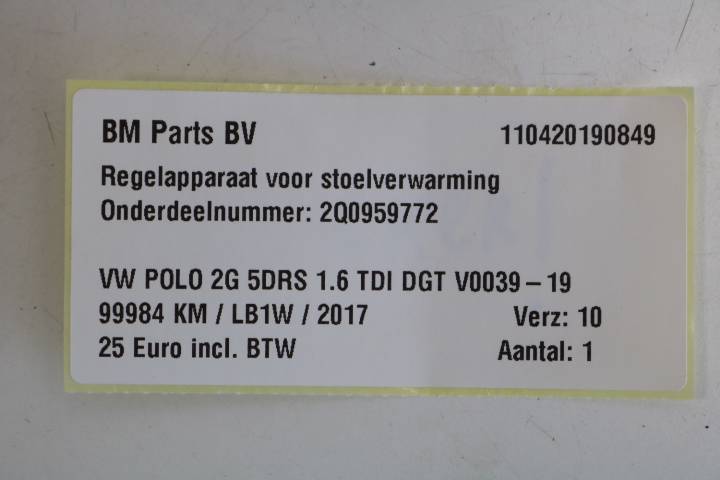 BM Parts BV 110420190849
Regelapparaat voor stoelverwarming
Onderdeelnummer: 2Q0959772
VW POLO 2G 5DRS 1.6 TDI DGT V0039 – 19
99984 KM / LB1W / 2017 Verz: 10
25 Euro incl. BTW Aantal: 1